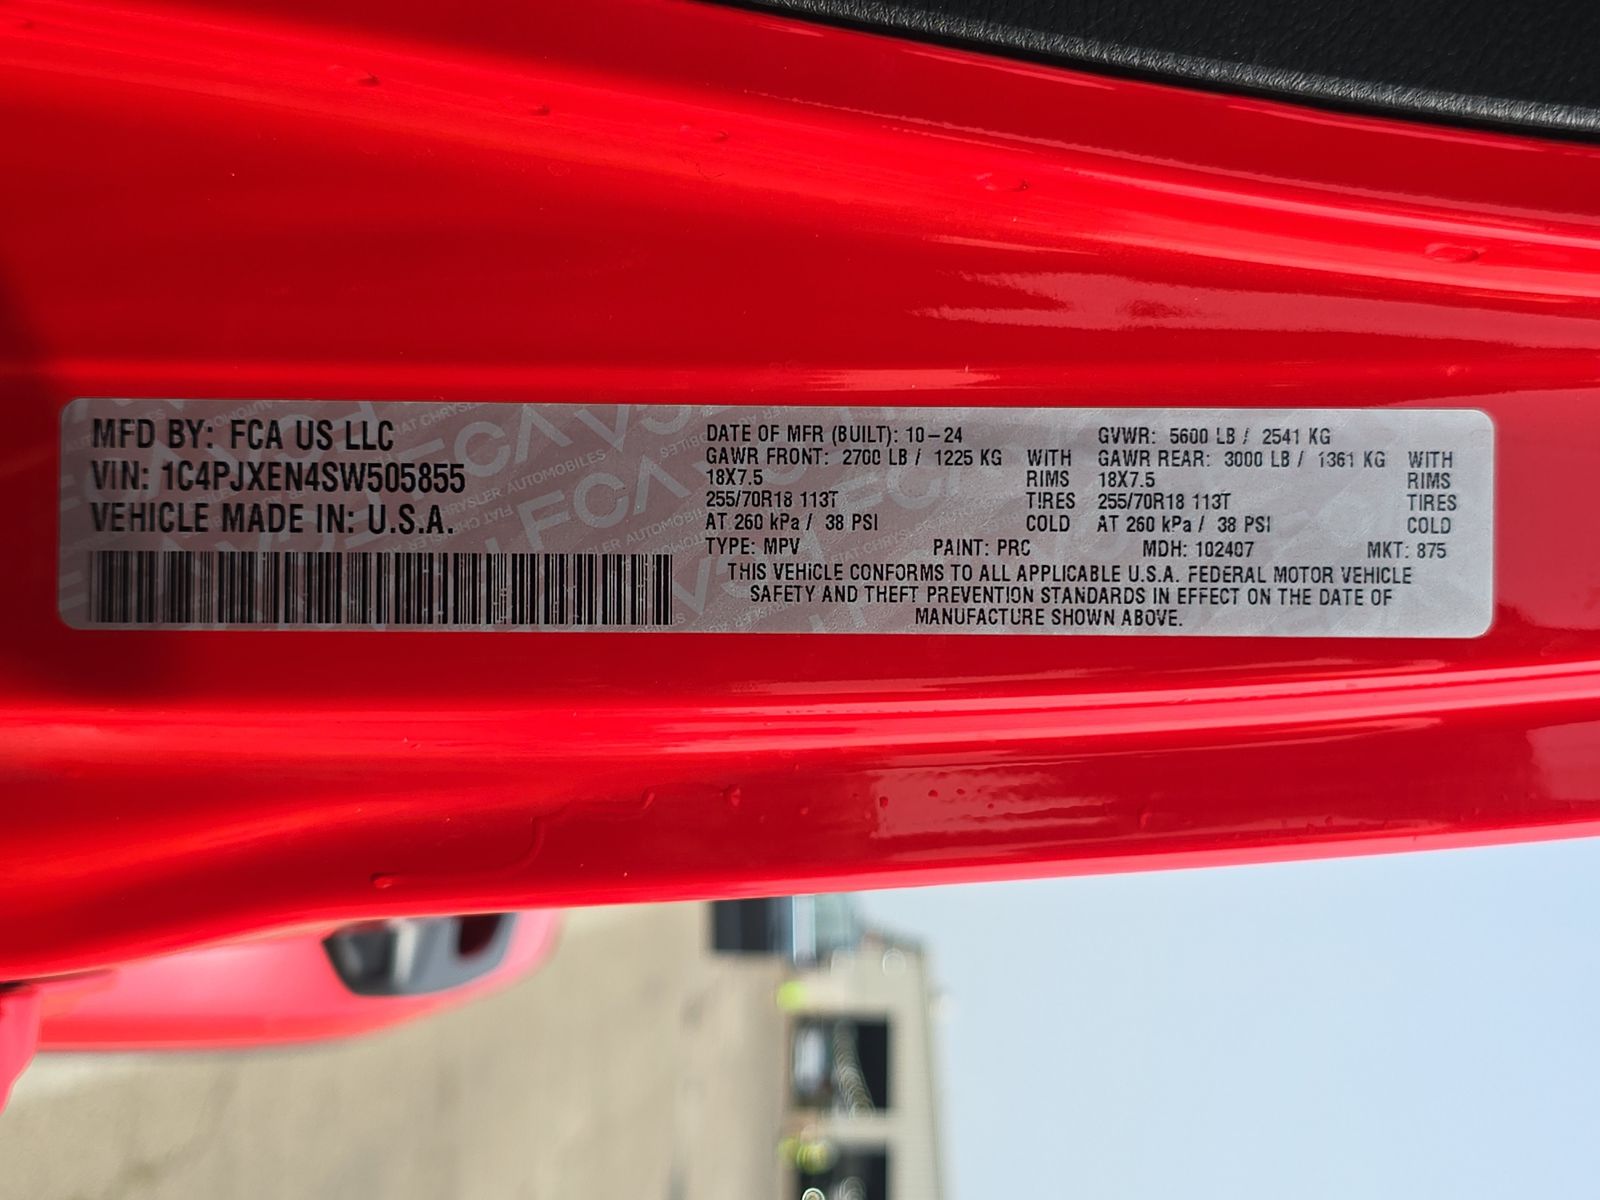 MFD BY: FCA US LLC
VIN: 1C4PJXEN4SW505855
VEHICLE MADE IN: U.S.A.
DATE OF MFR (BUILT): 10-24
GAWR FRONT: 2700 LB / 1225 KG WITH
18X7.5 RIMS
255/70R18 113T TIRES
AT 260 kPa / 38 PSI COLD
GVWR: 5600 LB / 2541 KG
GAWR REAR: 3000 LB / 1361 KG WITH
18X7.5 RIMS
255/70R18 113T TIRES
AT 260 kPa / 38 PSI COLD
TYPE: MPV PAINT: PRC MDH: 102407 MKT: 875
THIS VEHICLE CONFORMS TO ALL APPLICABLE U.S.A. FEDERAL MOTOR VEHICLE
SAFETY AND THEFT PREVENTION STANDARDS IN EFFECT ON THE DATE OF
MANUFACTURE SHOWN ABOVE.